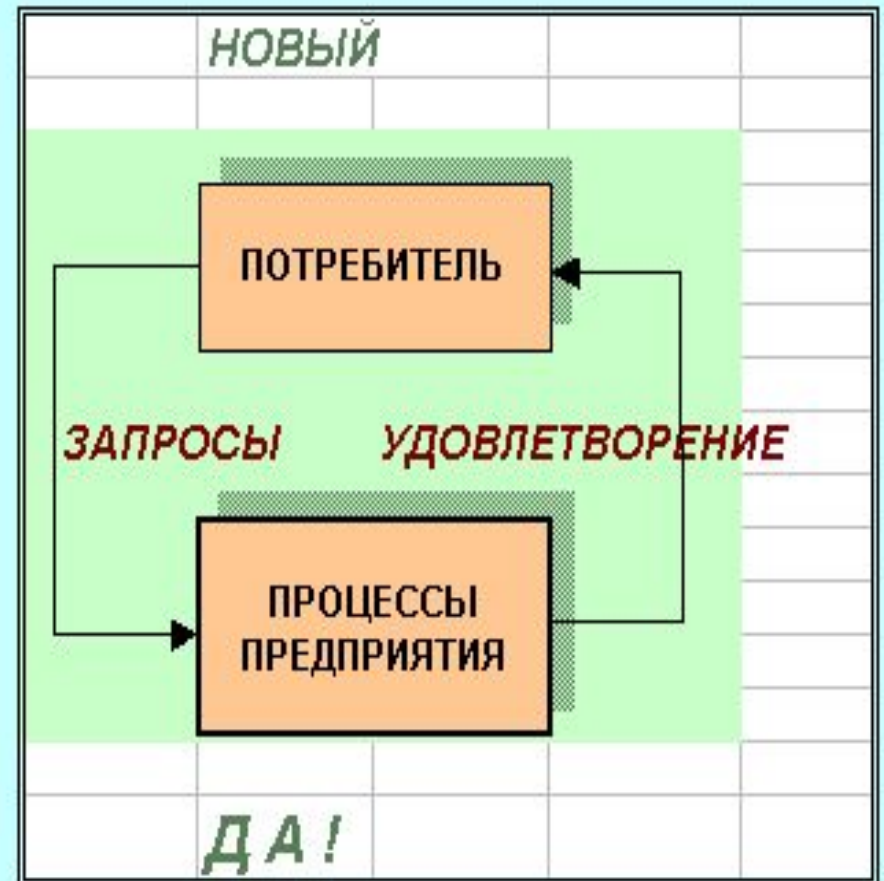 НОВЫЙ
ПОТРЕБИТЕЛЬ
ЗАПРОСЫ УДОВЛЕТВОРЕНИЕ
ПРОЦЕССЫ
ПРЕДПРИЯТИЯ
ДА!